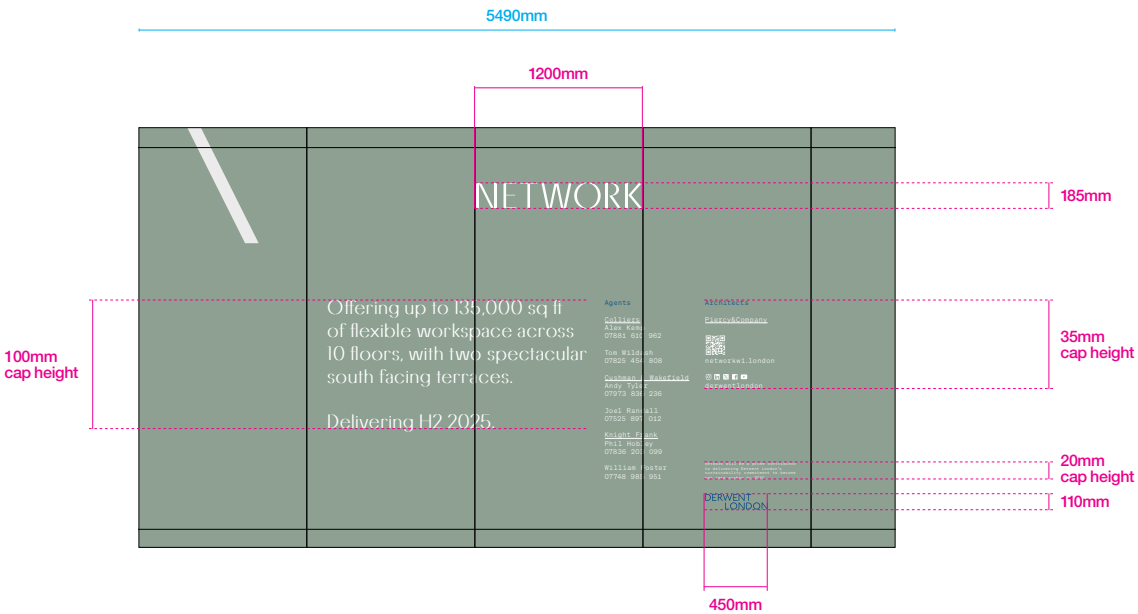 5490mm
1200mm
NETWORK
185mm
Offering up to 135,000 sq ft
of flexible workspace across
10 floors, with two spectacular
south facing terraces.
Delivering H2 2025.
100mm
cap height
Agents
Colliers
Alex Kemp
07881 610 962
Tom Wildash
07825 454 808
Cushman & Wakefield
Andy Tyler
07973 836 236
Joel Randall
07525 897 012
Knight Frank
Phil Hobley
07836 203 099
William Foster
07748 985 951
Architects
Piercy&Company
networkw1.london
derwentlondon
35mm
cap height
20mm
cap height
DERWENT
LONDON
110mm
450mm